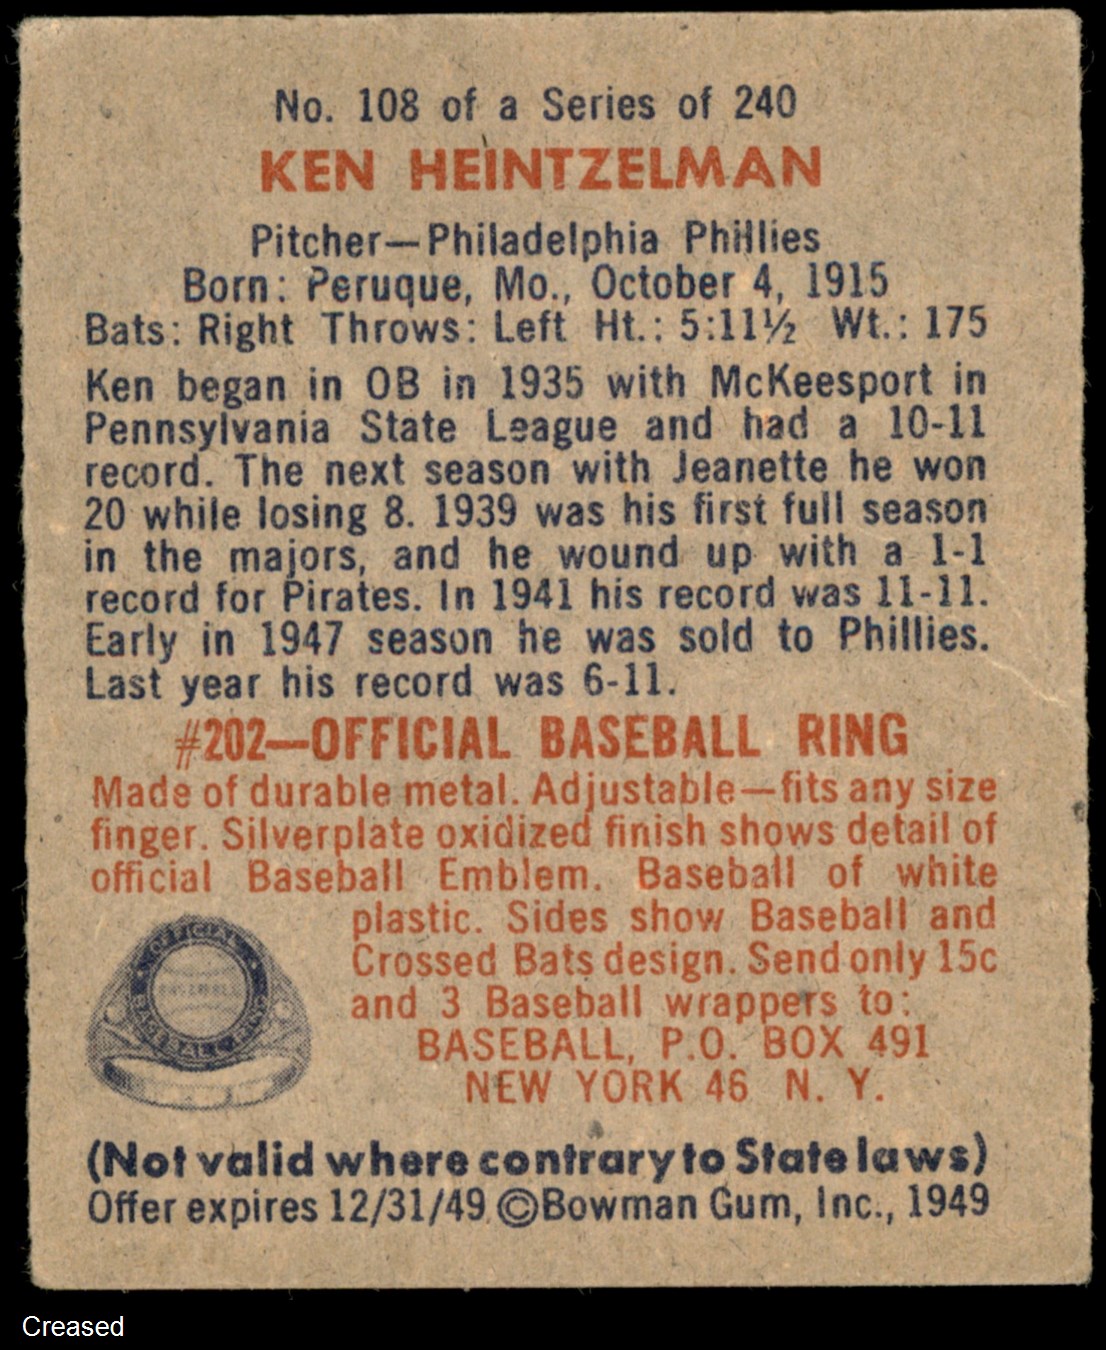 No. 108 of a Series of 240
KEN HEINTZELMAN
Pitcher—Philadelphia Phillies
Born: Peruque, Mo., October 4, 1915
Bats: Right Throws: Left Ht.: 5:11½ Wt.: 175
Ken began in OB in 1935 with McKeesport in
Pennsylvania State League and had a 10-11
record. The next season with Jeanette he won
20 while losing 8. 1939 was his first full season
in the majors, and he wound up with a 1-1
record for Pirates. In 1941 his record was 11-11.
Early in 1947 season he was sold to Phillies.
Last year his record was 6-11.
#202—OFFICIAL BASEBALL RING
Made of durable metal. Adjustable—fits any size
finger. Silverplate oxidized finish shows detail of
official Baseball Emblem. Baseball of white
plastic. Sides show Baseball and
Crossed Bats design. Send only 15c
and 3 Baseball wrappers to:
BASEBALL, P.O. BOX 491
NEW YORK 46 N. Y.
OFFICIAL
BASEBALL RING
(Not valid where contrary to State laws)
Offer expires 12/31/49 ©Bowman Gum, Inc., 1949
Creased